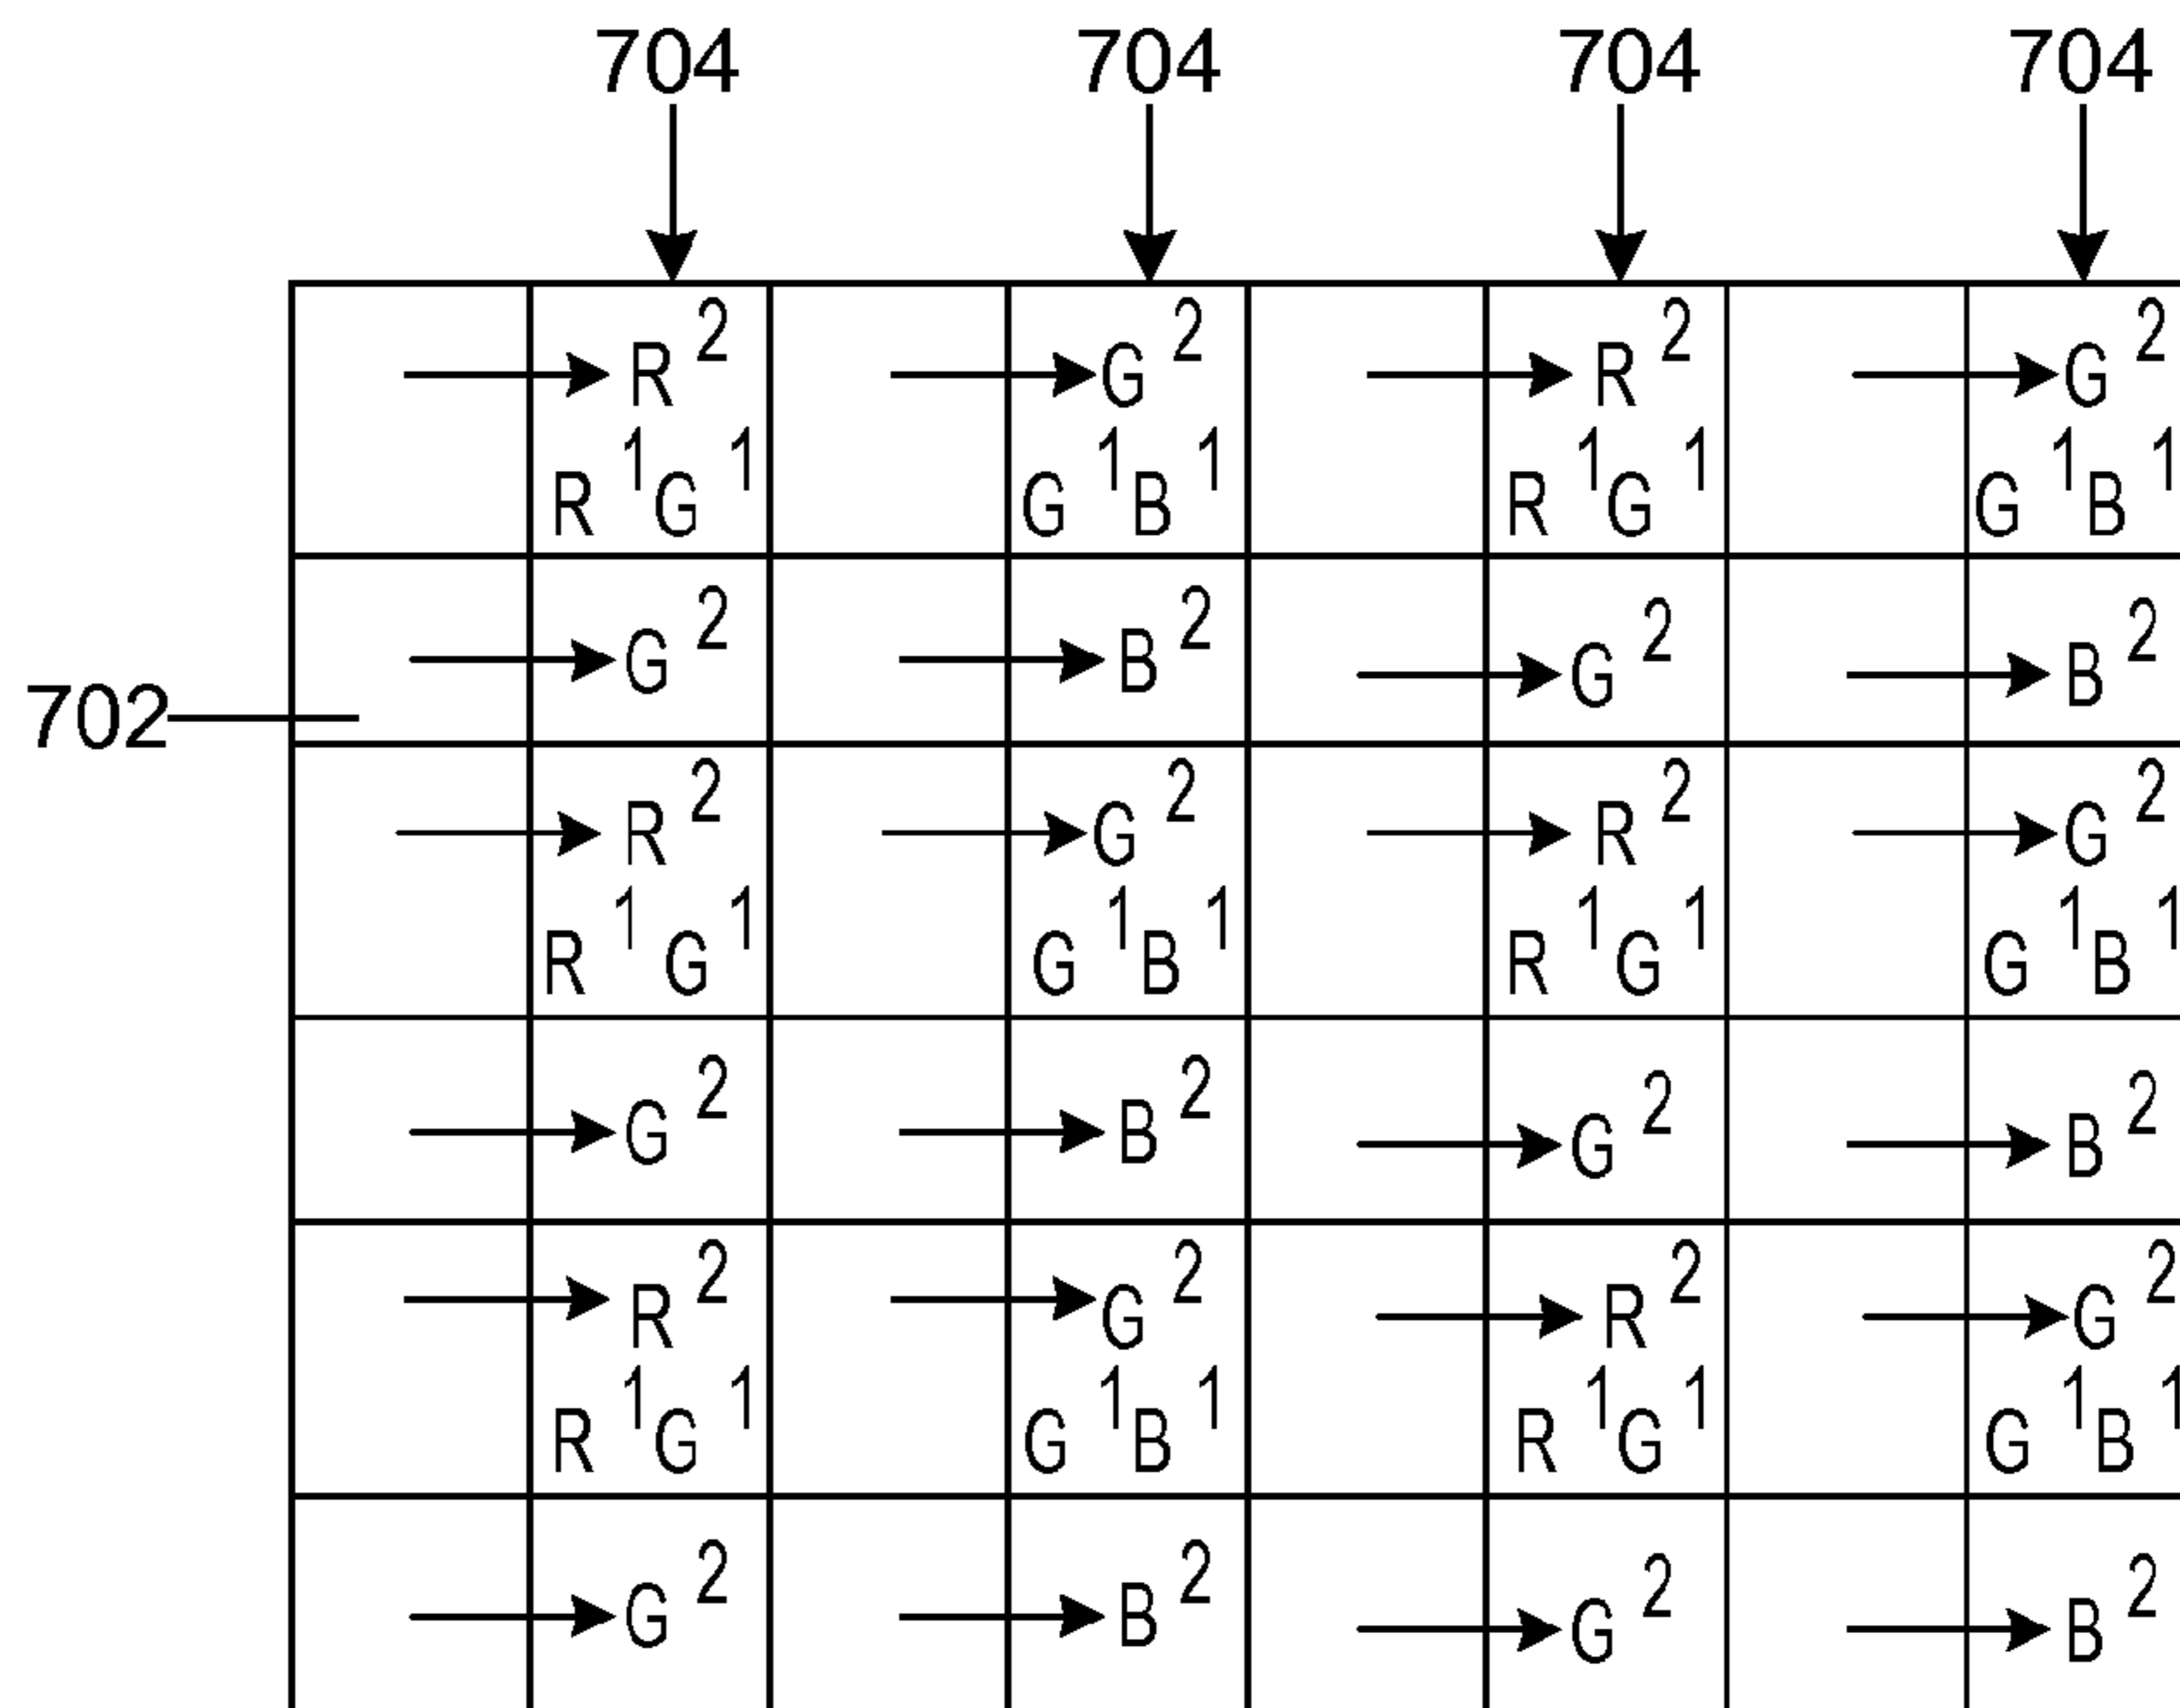 704 704 704 704
R² G² R² G²
R¹G¹ G¹B¹ R¹G¹ G¹B¹
G² B² G² B²
702
R² G² R² G²
R¹G¹ G¹B¹ R¹G¹ G¹B¹
G² B² G² B²
R² G² R² G²
R¹G¹ G¹B¹ R¹G¹ G¹B¹
G² B² G² B²